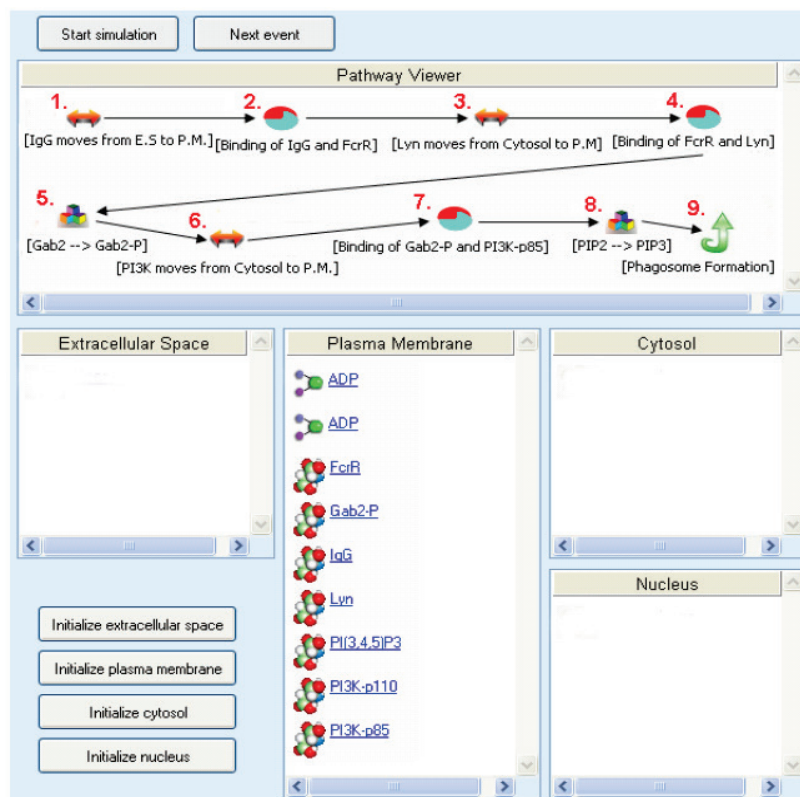 Start simulation
Next event
Pathway Viewer
1.
2.
3.
4.
[IgG moves from E.S to P.M.]
[Binding of IgG and FcrR]
[Lyn moves from Cytosol to P.M]
[Binding of FcrR and Lyn]
5.
6.
7.
8.
9.
[Gab2 --> Gab2-P]
[PI3K moves from Cytosol to P.M.]
[Binding of Gab2-P and PI3K-p85]
[PIP2 --> PIP3]
[Phagosome Formation]
Extracellular Space
Plasma Membrane
ADP
ADP
FcrR
Gab2-P
IgG
Lyn
PI(3,4,5)P3
PI3K-p110
PI3K-p85
Cytosol
Nucleus
Initialize extracellular space
Initialize plasma membrane
Initialize cytosol
Initialize nucleus